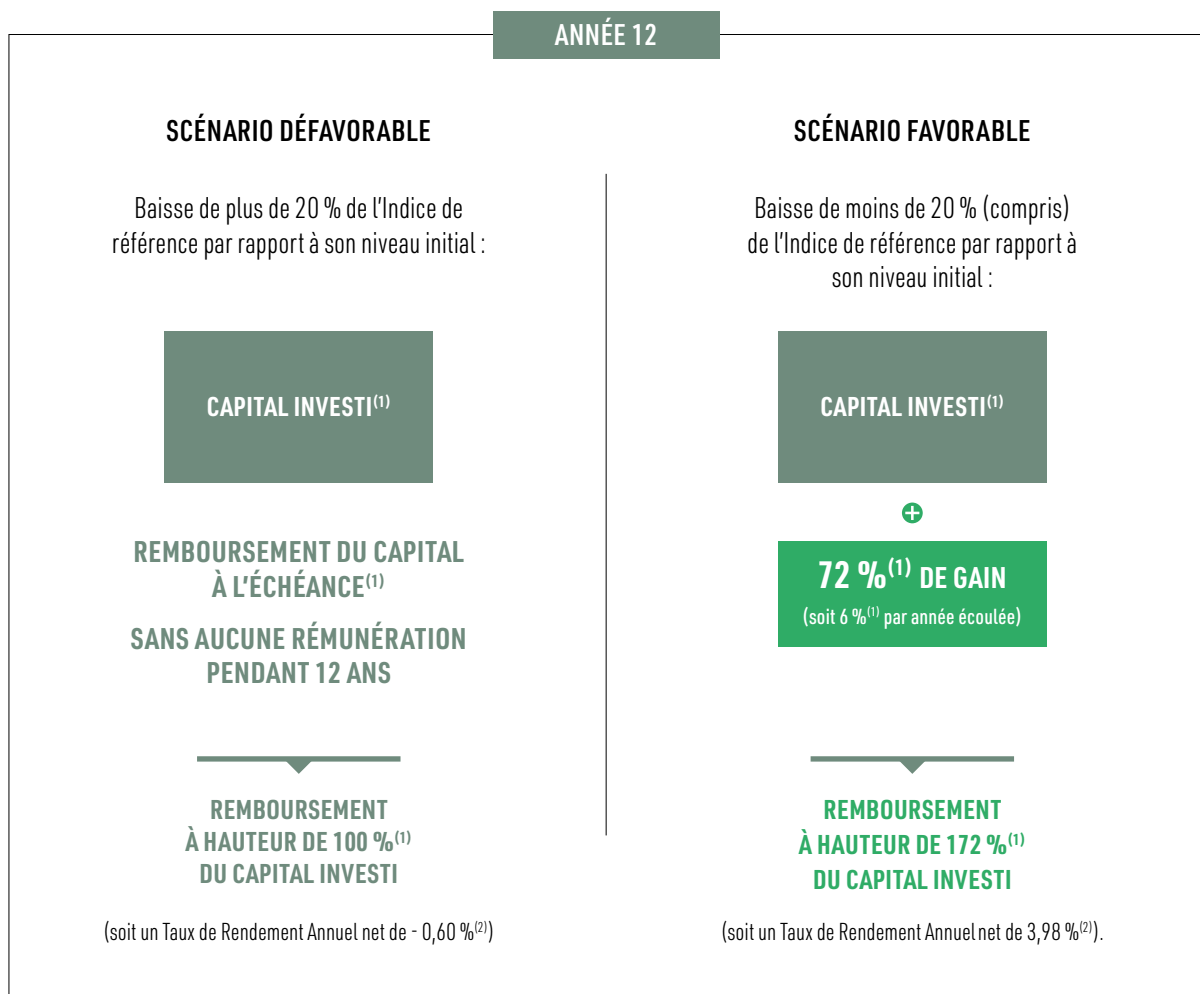 ANNÉE 12
SCÉNARIO DÉFAVORABLE
Baisse de plus de 20 % de l'Indice de
référence par rapport à son niveau initial :
CAPITAL INVESTI(1)
REMBOURSEMENT DU CAPITAL
À L'ÉCHÉANCE(1)
SANS AUCUNE RÉMUNÉRATION
PENDANT 12 ANS
REMBOURSEMENT
À HAUTEUR DE 100 %(1)
DU CAPITAL INVESTI
(soit un Taux de Rendement Annuel net de - 0,60 %(2))
SCÉNARIO FAVORABLE
Baisse de moins de 20 % (compris)
de l'Indice de référence par rapport à
son niveau initial :
CAPITAL INVESTI(1)
72 %(1) DE GAIN
(soit 6 %(1) par année écoulée)
REMBOURSEMENT
À HAUTEUR DE 172 %(1)
DU CAPITAL INVESTI
(soit un Taux de Rendement Annuel net de 3,98 %(2)).